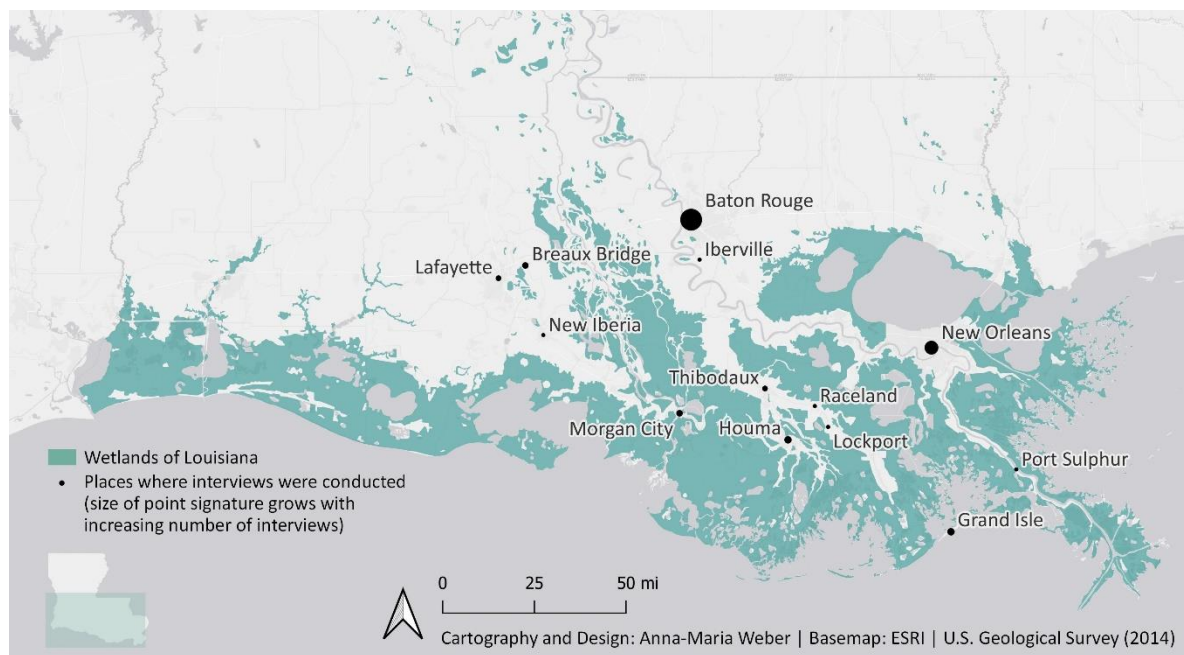 Baton Rouge
Iberville
Breaux Bridge
Lafayette
New Iberia
New Orleans
Thibodaux
Raceland
Morgan City
Houma
Lockport
Port Sulphur
Grand Isle
Wetlands of Louisiana
Places where interviews were conducted
(size of point signature grows with
increasing number of interviews)
0 25 50 mi
Cartography and Design: Anna-Maria Weber | Basemap: ESRI | U.S. Geological Survey (2014)